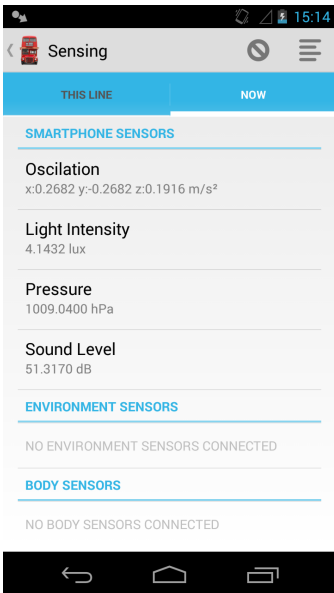 15:14
Sensing
THIS LINE
NOW
SMARTPHONE SENSORS
Oscilation
x:0.2682 y:-0.2682 z:0.1916 m/s²
Light Intensity
4.1432 lux
Pressure
1009.0400 hPa
Sound Level
51.3170 dB
ENVIRONMENT SENSORS
NO ENVIRONMENT SENSORS CONNECTED
BODY SENSORS
NO BODY SENSORS CONNECTED